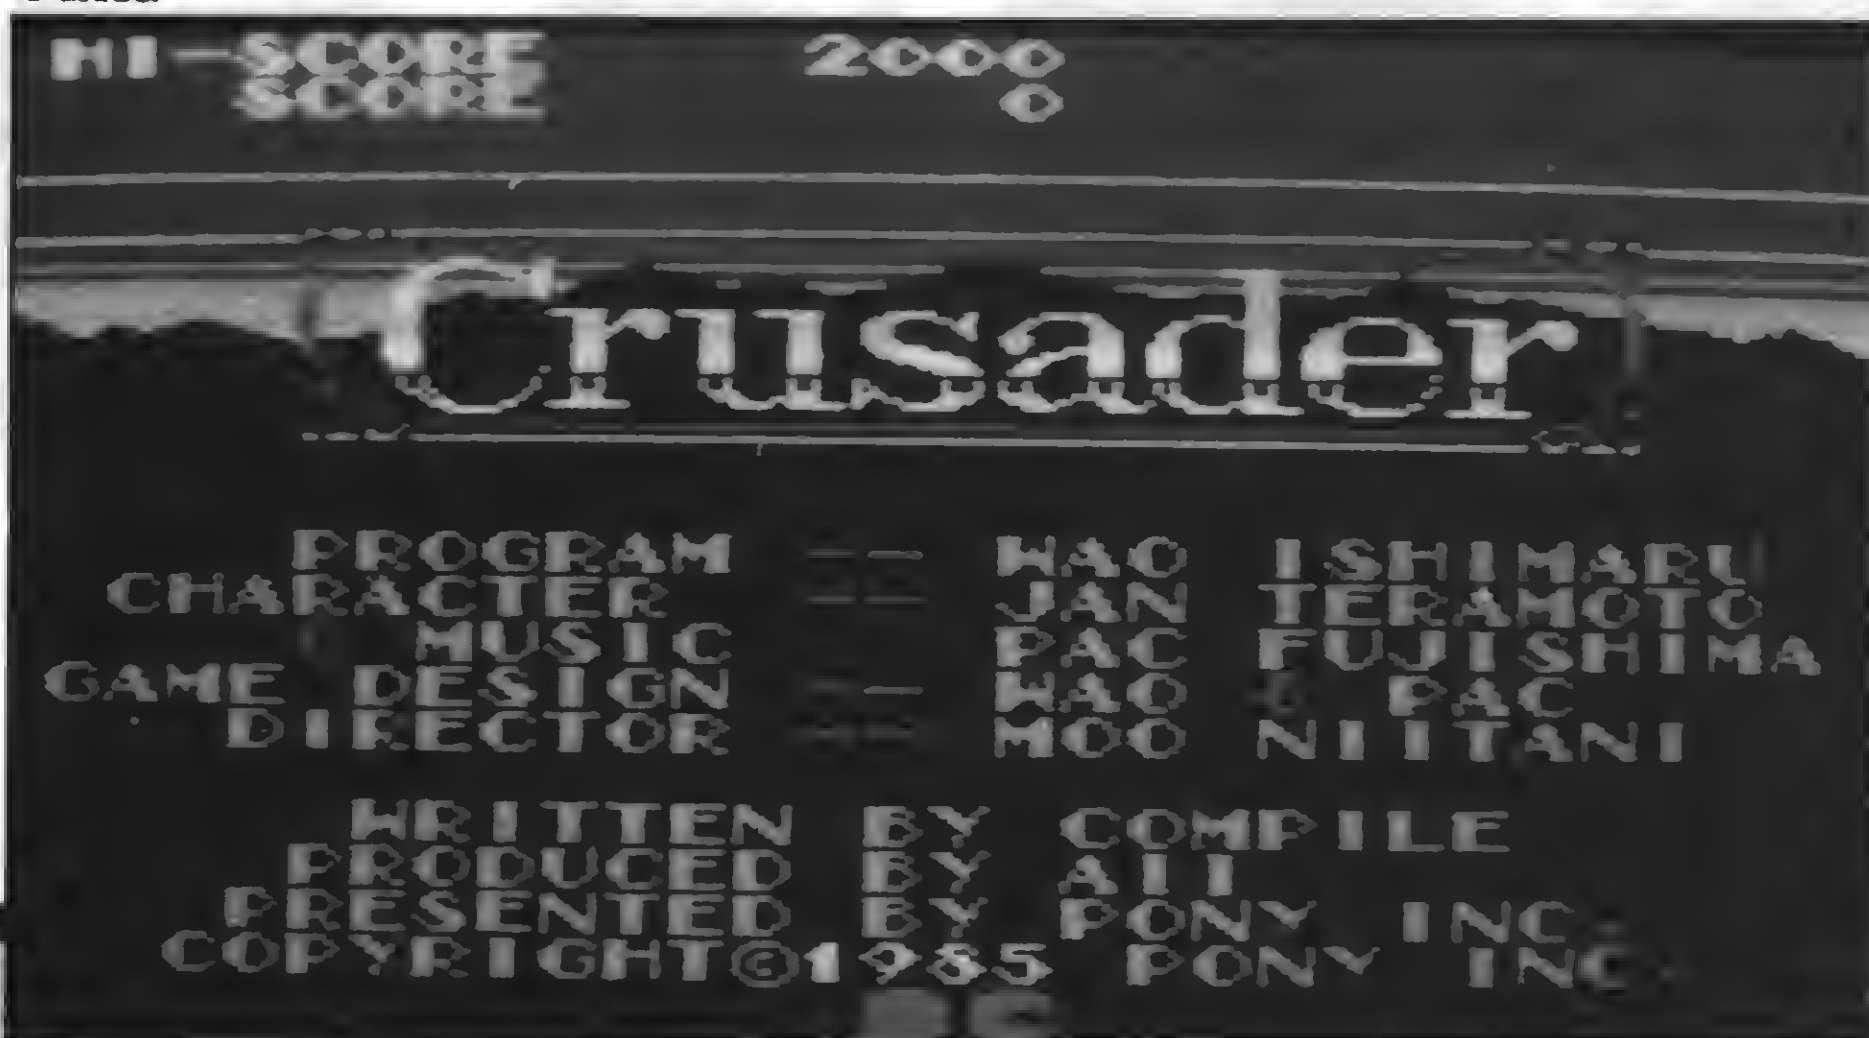 HI-SCORE 2000
SCORE 0
Crusader
PROGRAM -- WAO ISHIMARU
CHARACTER -- JAN TERAMOTO
MUSIC PAC FUJISHIMA
GAME DESIGN -- WAO & PAC
DIRECTOR -- MOO NIITANI
WRITTEN BY COMPILE
PRODUCED BY AII
PRESENTED BY PONY INC
COPYRIGHT©1985 PONY INC